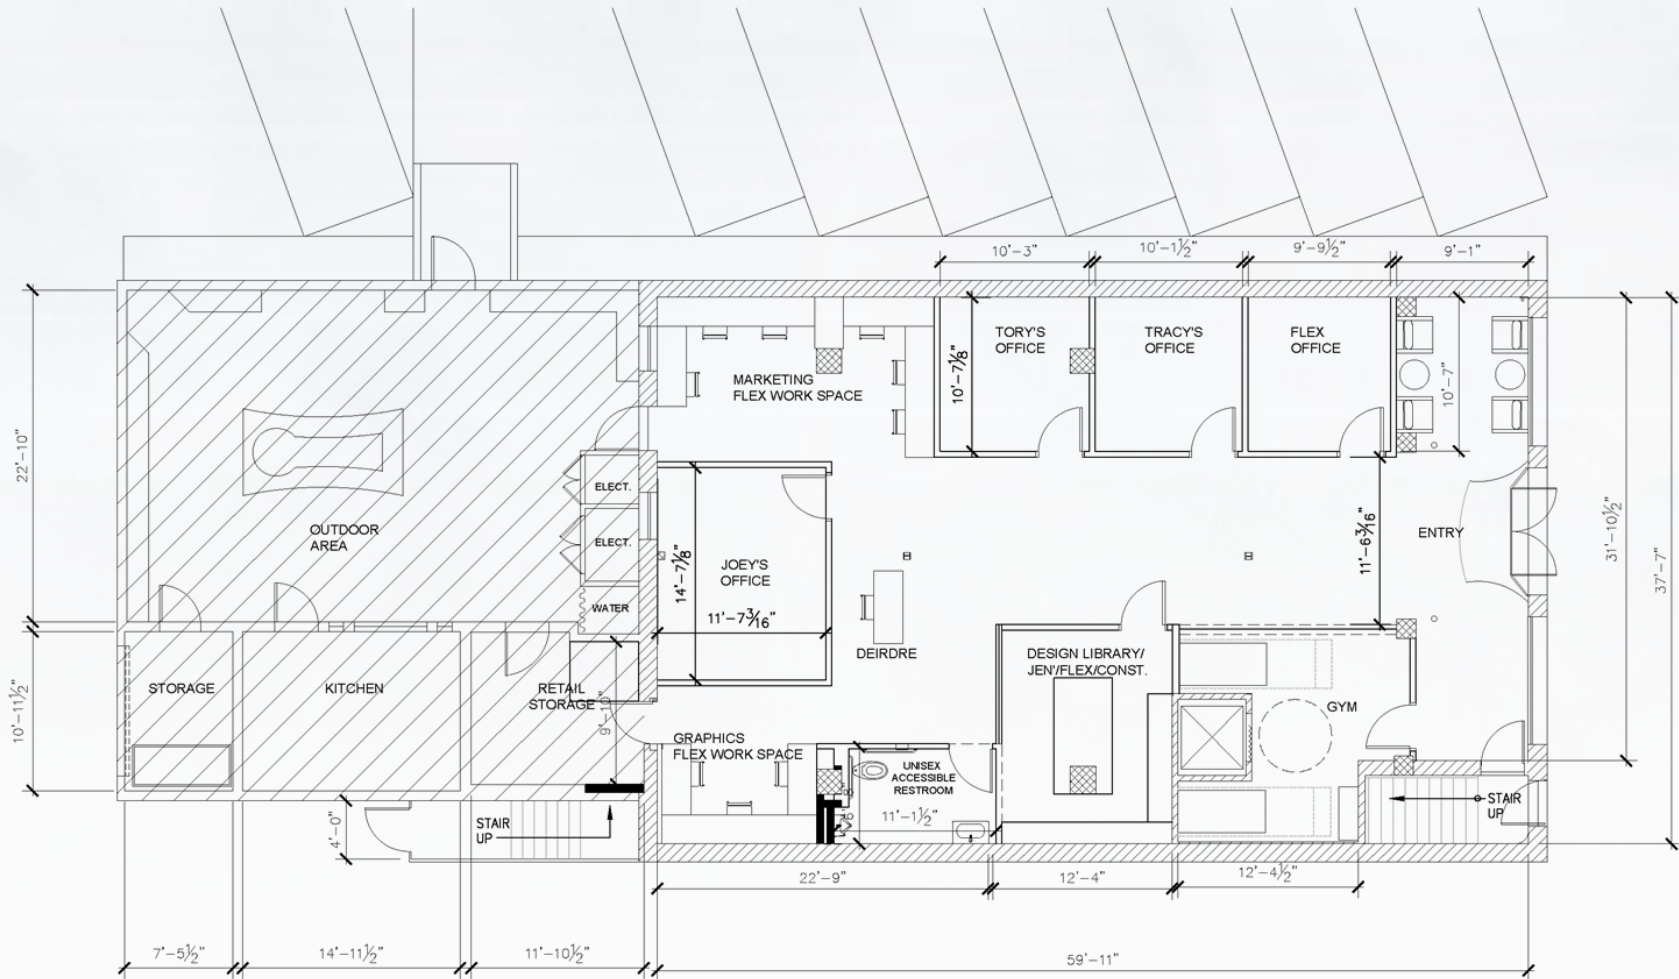 10'-3"
10'-1½"
9'-9½"
9'-1"
TORY'S
OFFICE
TRACY'S
OFFICE
FLEX
OFFICE
10'-7⅛"
10'-7"
MARKETING
FLEX WORK SPACE
22'-10"
ELECT.
ELECT.
WATER
OUTDOOR
AREA
JOEY'S
OFFICE
14'-7⅛"
11'-7³⁄₁₆"
11'-6³⁄₁₆"
ENTRY
31'-10½"
37'-7"
DEIRDRE
DESIGN LIBRARY/
JEN'/FLEX/CONST.
GYM
STORAGE
KITCHEN
RETAIL
STORAGE
9'-10"
10'-11½"
GRAPHICS
FLEX WORK SPACE
UNISEX
ACCESSIBLE
RESTROOM
11'-1½"
STAIR
UP
STAIR
UP
4'-0"
22'-9"
12'-4"
12'-4½"
7'-5½"
14'-11½"
11'-10½"
59'-11"